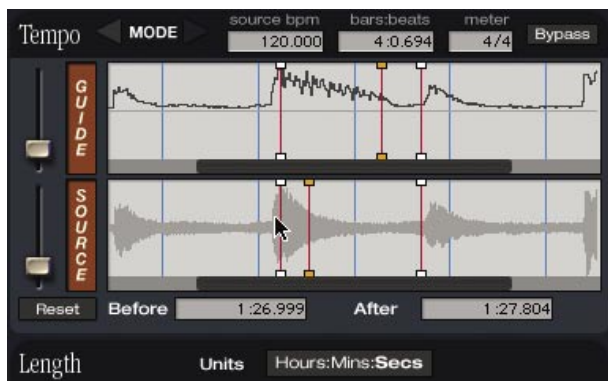 Tempo MODE source bpm bars:beats meter
120.000 4:0.694 4/4 Bypass
GUIDE
SOURCE
Reset Before 1:26.999 After 1:27.804
Length Units Hours:Mins:Secs